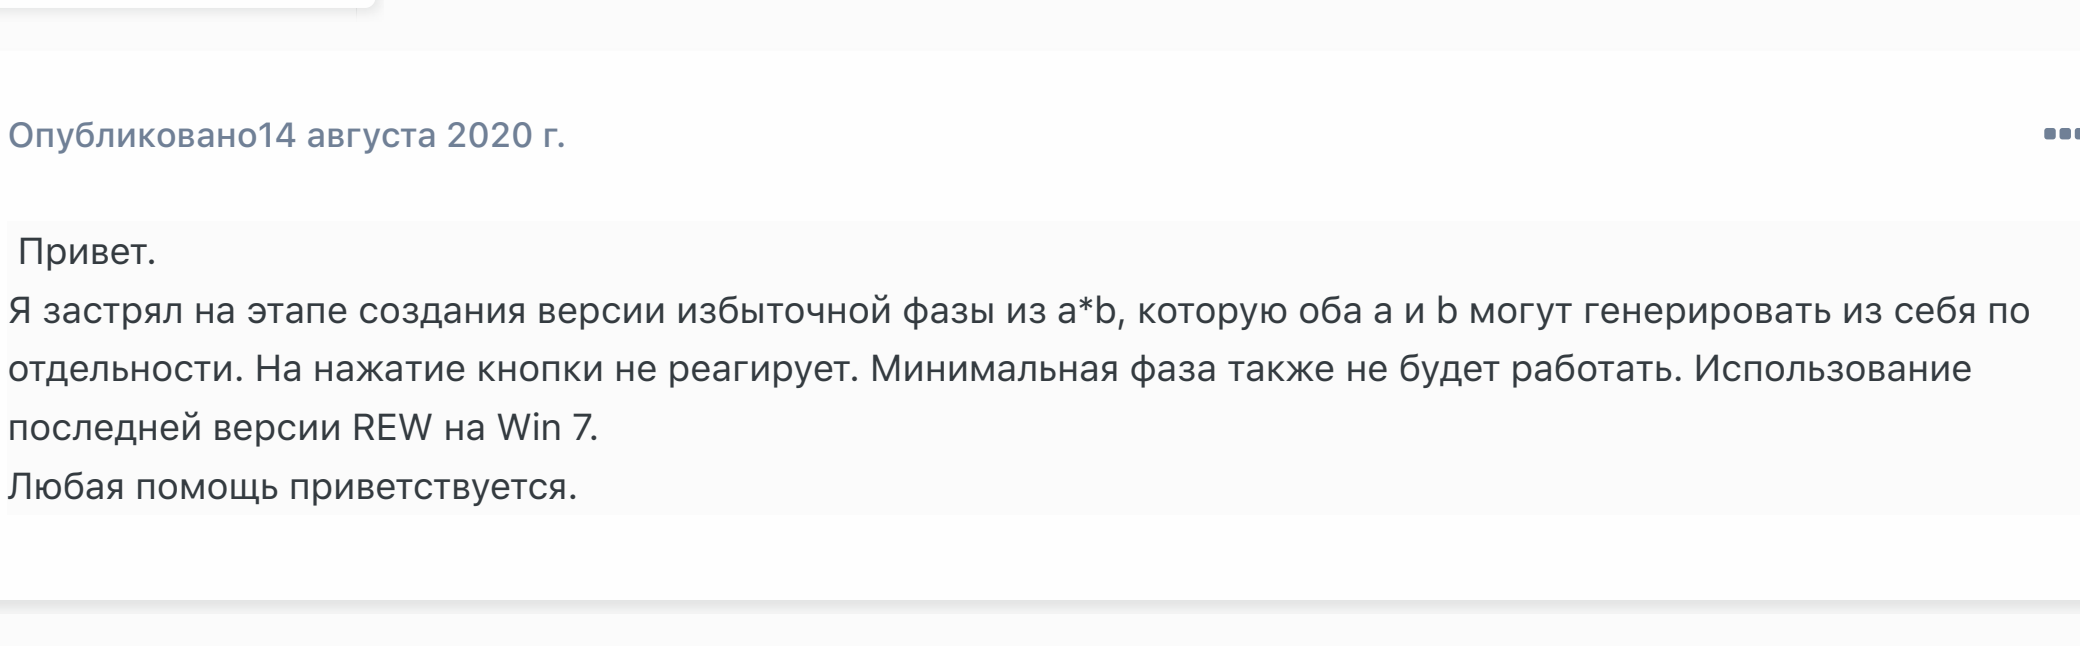 Опубликовано14 августа 2020 г.
Привет.
Я застрял на этапе создания версии избыточной фазы из a*b, которую оба a и b могут генерировать из себя по
отдельности. На нажатие кнопки не реагирует. Минимальная фаза также не будет работать. Использование
последней версии REW на Win 7.
Любая помощь приветствуется.